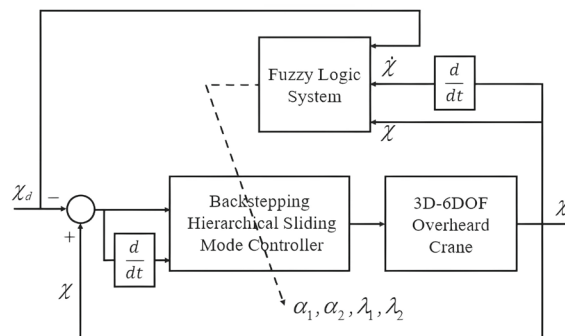 Fuzzy Logic
System
χ̇
d
dt
χ
χd
−
+
Backstepping
Hierarchical Sliding
Mode Controller
3D-6DOF
Overheard
Crane
χ
d
dt
χ
α₁, α₂, λ₁, λ₂